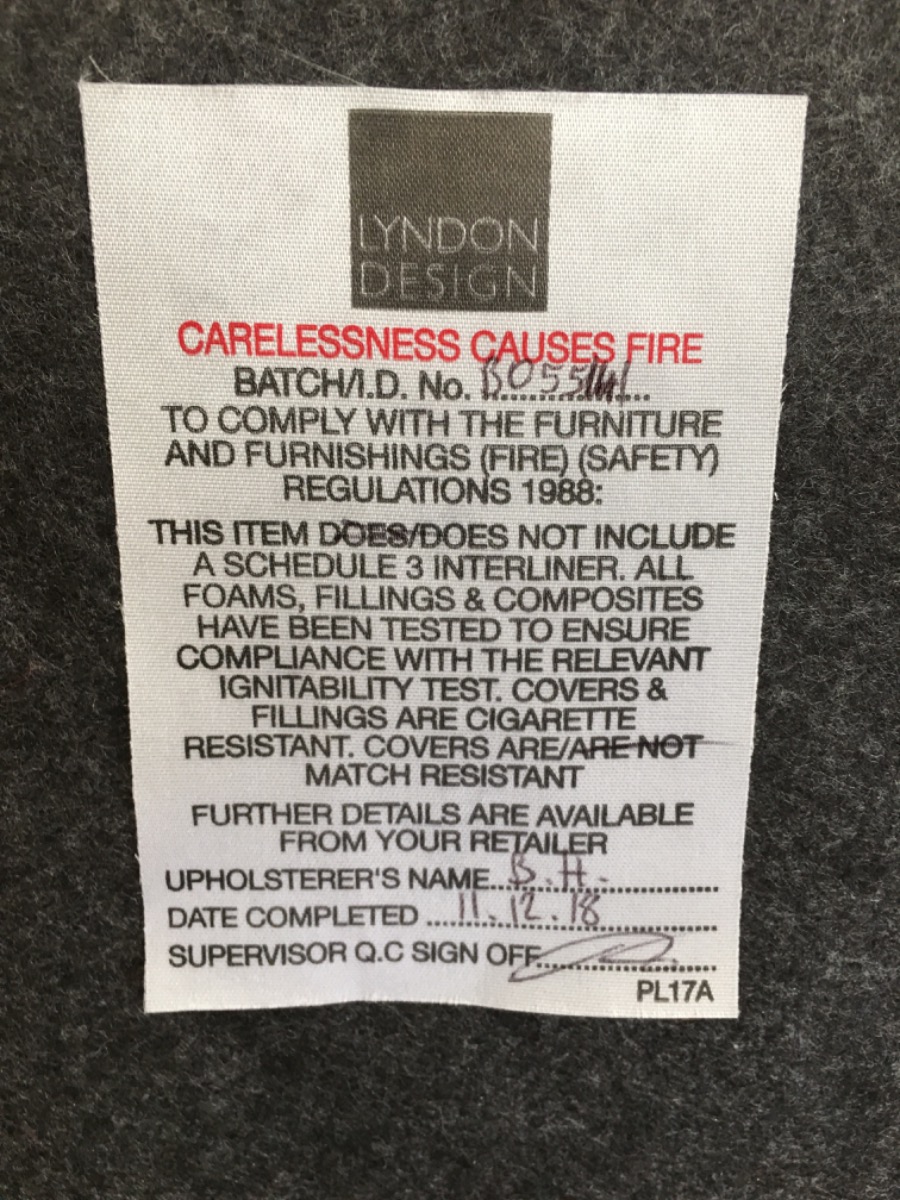 LYNDON
DESIGN
CARELESSNESS CAUSES FIRE
BATCH/I.D. No.
TO COMPLY WITH THE FURNITURE
AND FURNISHINGS (FIRE) (SAFETY)
REGULATIONS 1988:
THIS ITEM DOES/DOES NOT INCLUDE
A SCHEDULE 3 INTERLINER. ALL
FOAMS, FILLINGS & COMPOSITES
HAVE BEEN TESTED TO ENSURE
COMPLIANCE WITH THE RELEVANT
IGNITABILITY TEST. COVERS &
FILLINGS ARE CIGARETTE
RESISTANT. COVERS ARE/ARE NOT
MATCH RESISTANT
FURTHER DETAILS ARE AVAILABLE
FROM YOUR RETAILER
UPHOLSTERER'S NAME B.H.
DATE COMPLETED 11.12.18
SUPERVISOR Q.C SIGN OFF
PL17A